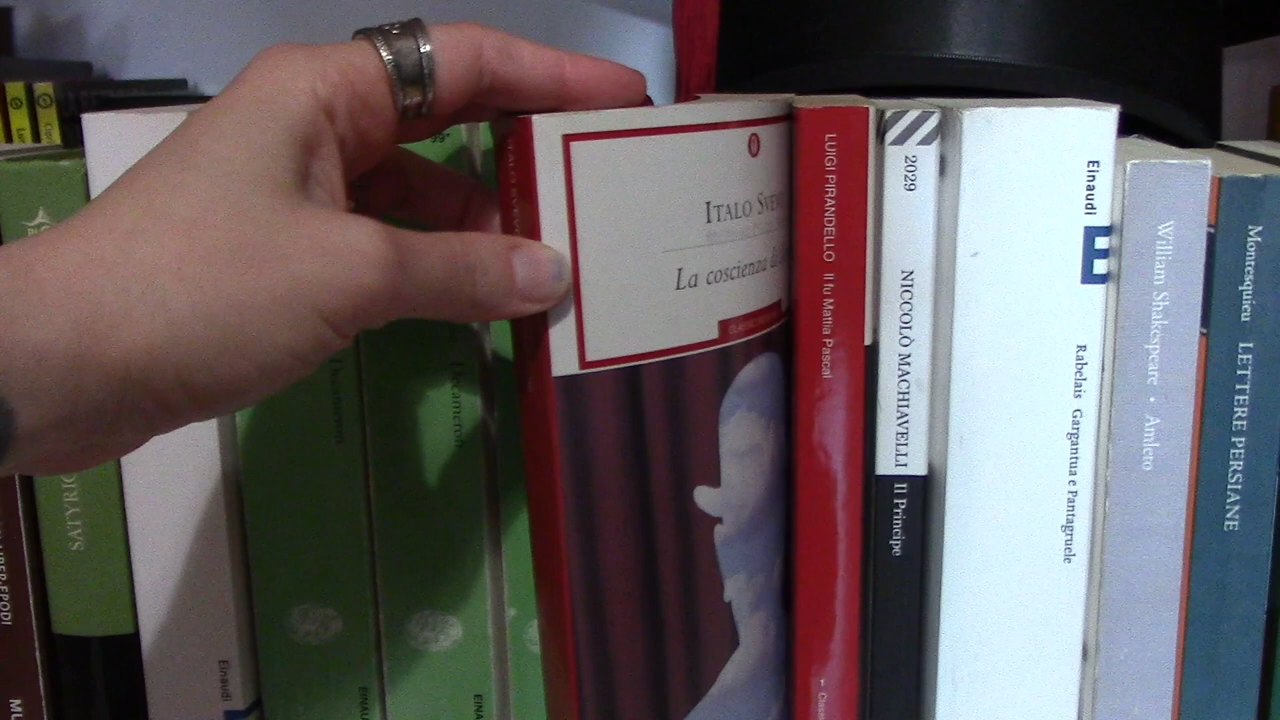 SATYRIC
Einaudi
Decameron
Decameron
ITALO SVEV
La coscienza d
LUIGI PIRANDELLO Il fu Mattia Pascal
2029
NICCOLÒ MACHIAVELLI Il Principe
Einaudi
Rabelais Gargantua e Pantagruele
William Shakespeare • Amleto
Montesquieu LETTERE PERSIANE